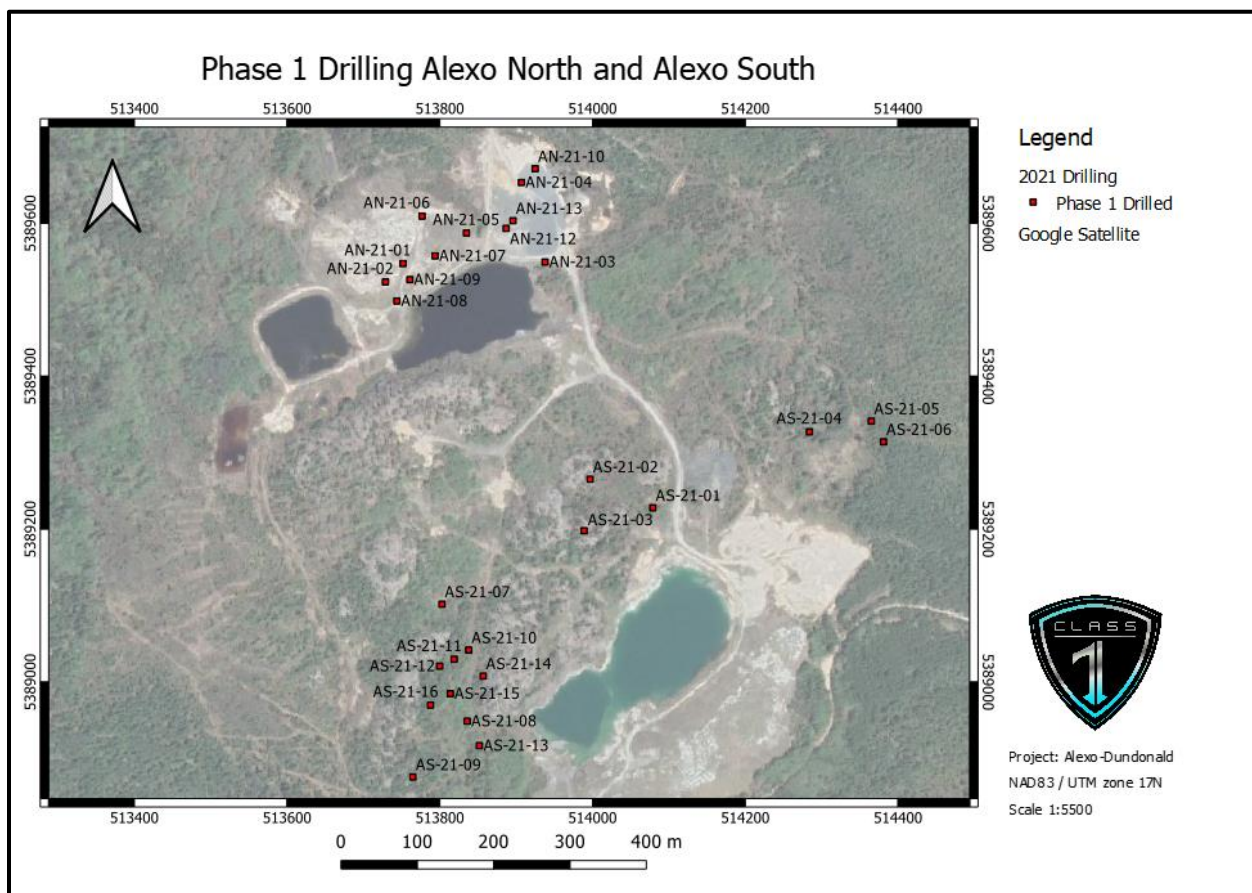 Phase 1 Drilling Alexo North and Alexo South
513400 513600 513800 514000 514200 514400
Legend
2021 Drilling
Phase 1 Drilled
Google Satellite
AN-21-10
AN-21-04
AN-21-06
AN-21-05
AN-21-13
AN-21-12
AN-21-01
AN-21-07
AN-21-03
AN-21-02
AN-21-09
AN-21-08
5389600 5389600
5389400 5389400
AS-21-04
AS-21-05
AS-21-06
AS-21-02
AS-21-01
AS-21-03
5389200 5389200
AS-21-07
AS-21-11
AS-21-10
AS-21-12
AS-21-14
AS-21-16
AS-21-15
AS-21-08
AS-21-13
AS-21-09
5389000 5389000
513400 513600 513800 514000 514200 514400
0 100 200 300 400 m
CLASS
1
Project: Alexo-Dundonald
NAD83 / UTM zone 17N
Scale 1:5500